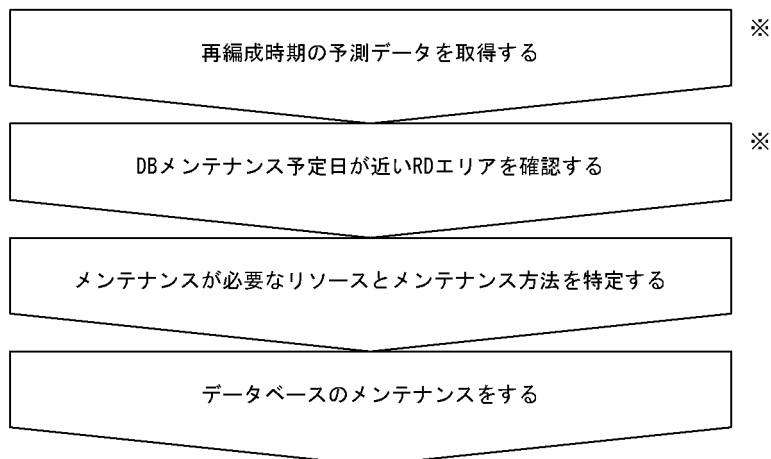 再編成時期の予測データを取得する ※
DBメンテナンス予定日が近いRDエリアを確認する ※
メンテナンスが必要なリソースとメンテナンス方法を特定する
データベースのメンテナンスをする